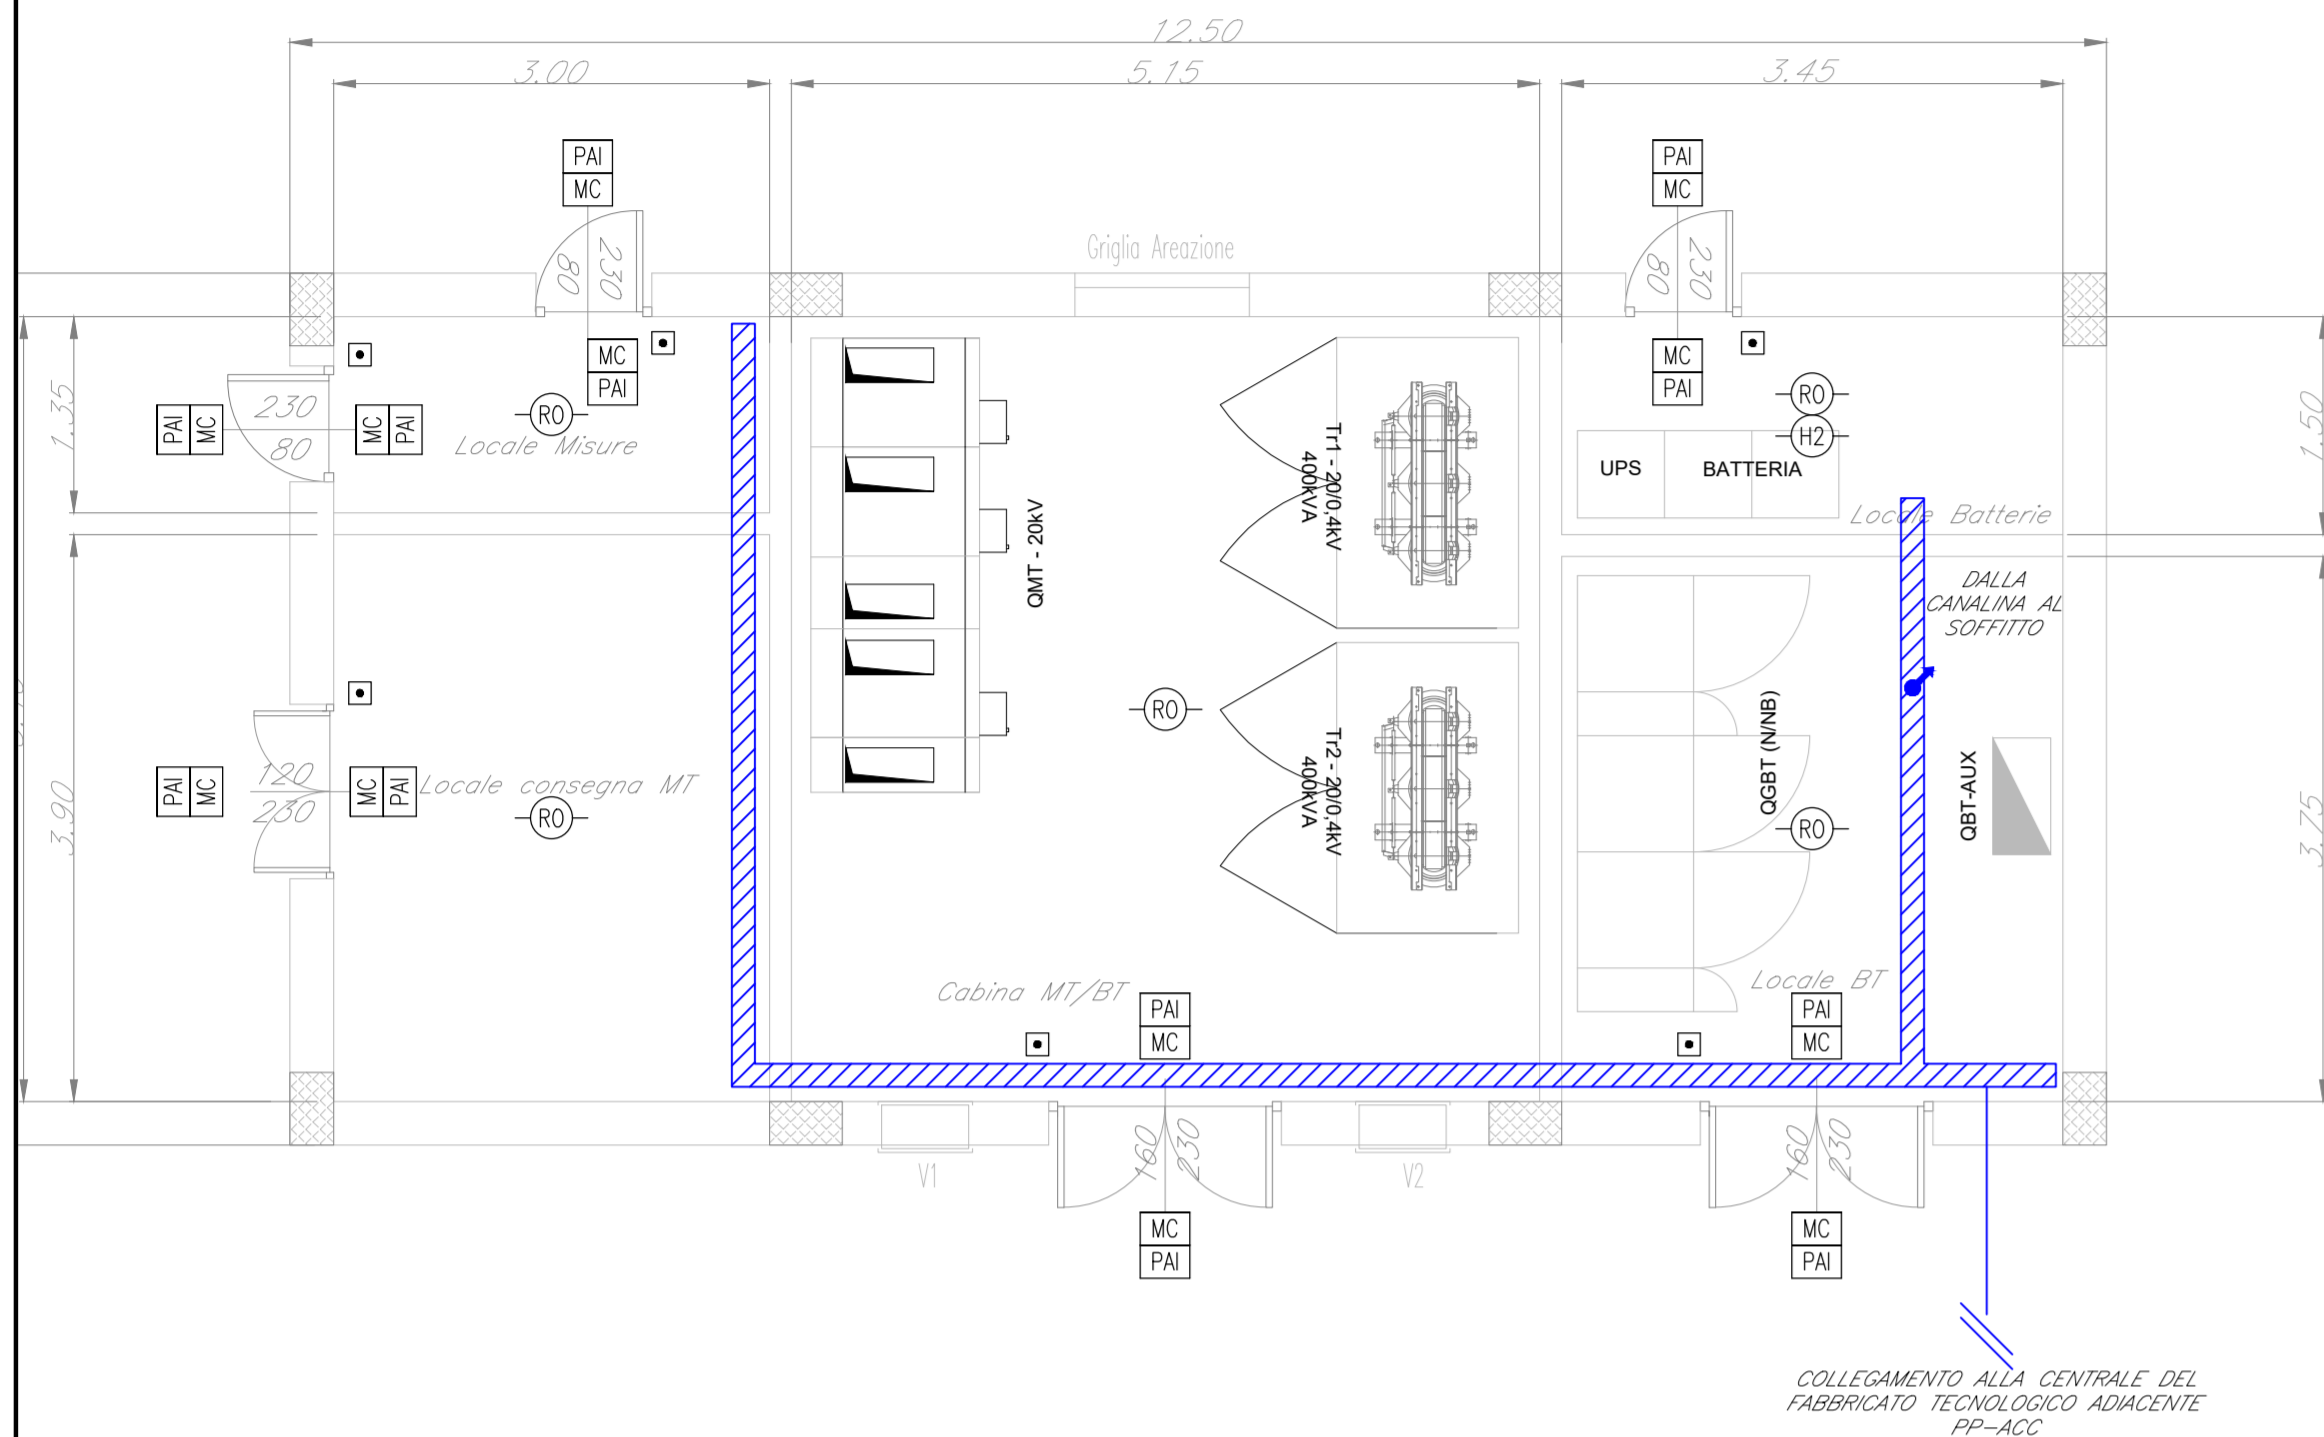 12.50
3.00
5.15
3.45
PAI
MC
PAI
MC
230
80
230
80
Griglia Areazione
MC
PAI
MC
PAI
1.35
1.50
230
80
PAI
MC
MC
PAI
RO
Locale Misure
RO
H2
UPS
BATTERIA
Locale Batterie
QMT - 20kV
Tr1 - 20/0,4kV
400kVA
DALLA
CANALINA AL
SOFFITTO
RO
Tr2 - 20/0,4kV
400kVA
QGBT (N/NB)
RO
QBT-AUX
3.90
3.75
PAI
MC
120
230
MC
PAI
Locale consegna MT
RO
Cabina MT/BT
Locale BT
PAI
MC
PAI
MC
160
230
160
230
V1
V2
MC
PAI
MC
PAI
COLLEGAMENTO ALLA CENTRALE DEL
FABBRICATO TECNOLOGICO ADIACENTE
PP-ACC